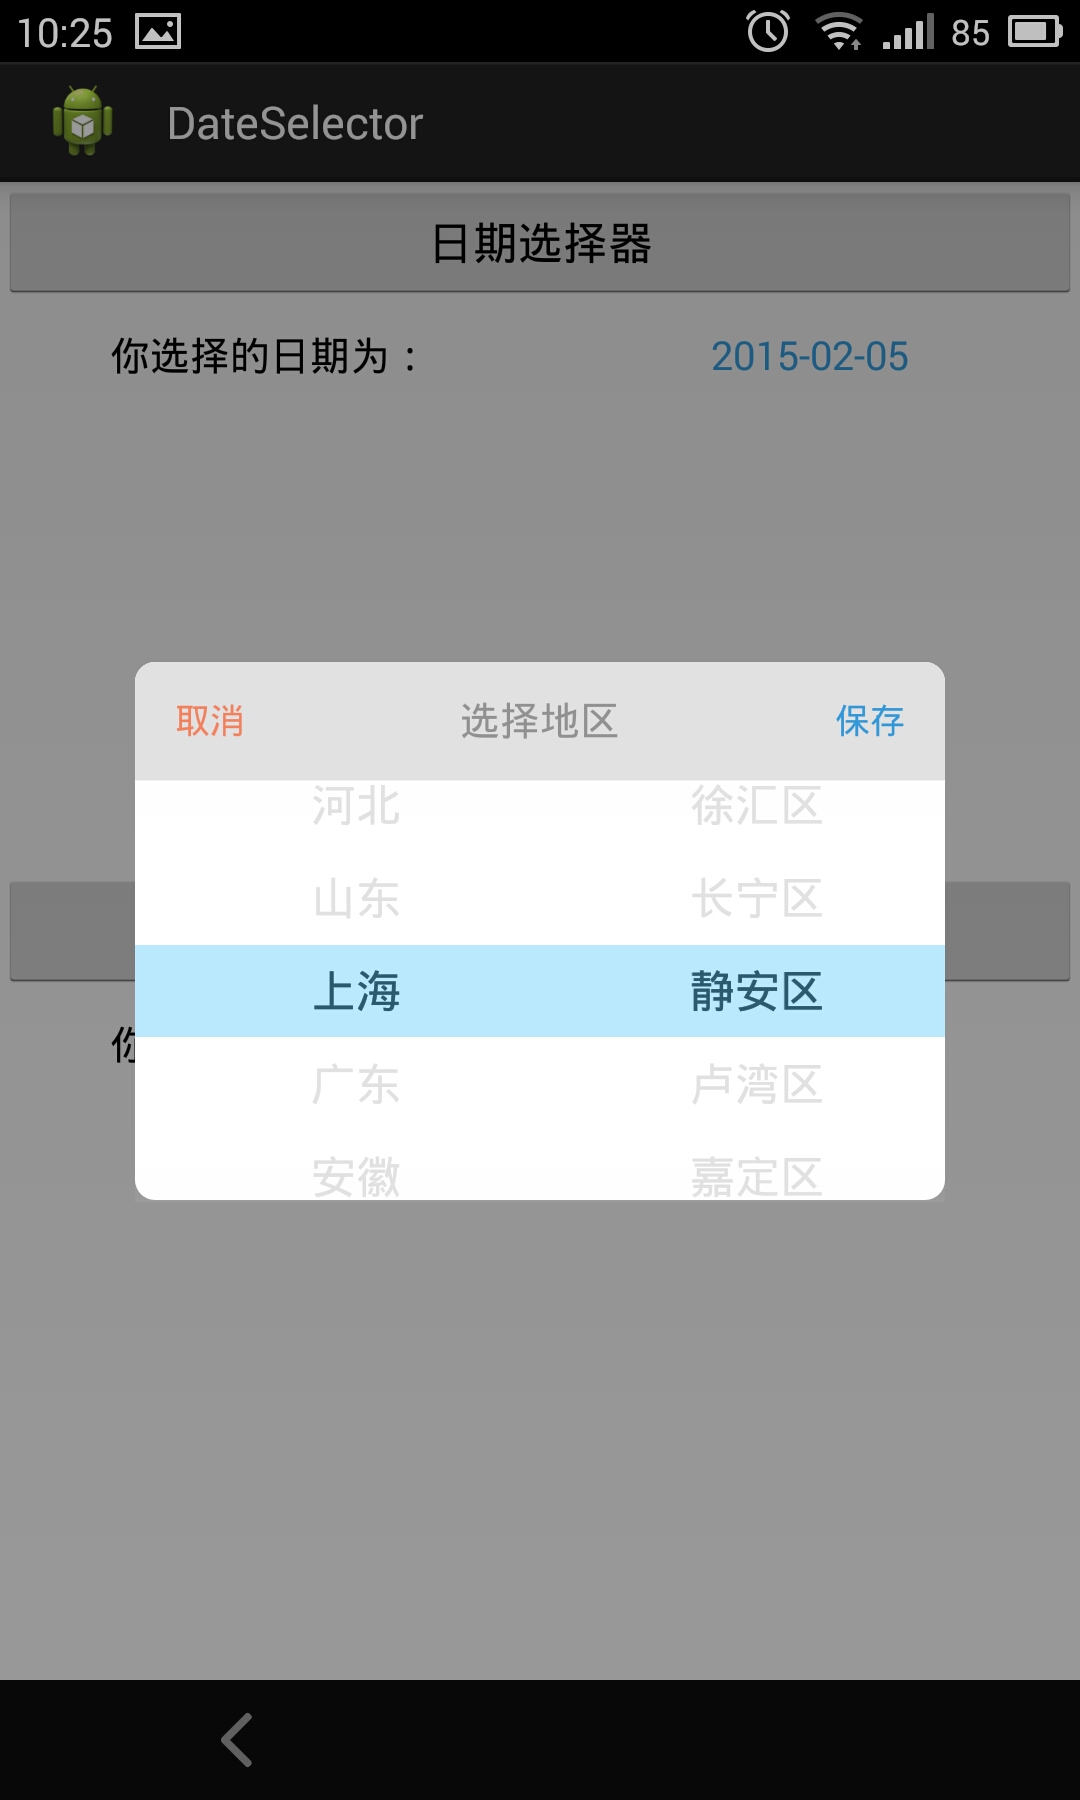 10:25 85
DateSelector
日期选择器
你选择的日期为： 2015-02-05
取消 选择地区 保存
河北 徐汇区
山东 长宁区
上海 静安区
你
广东 卢湾区
安徽 嘉定区